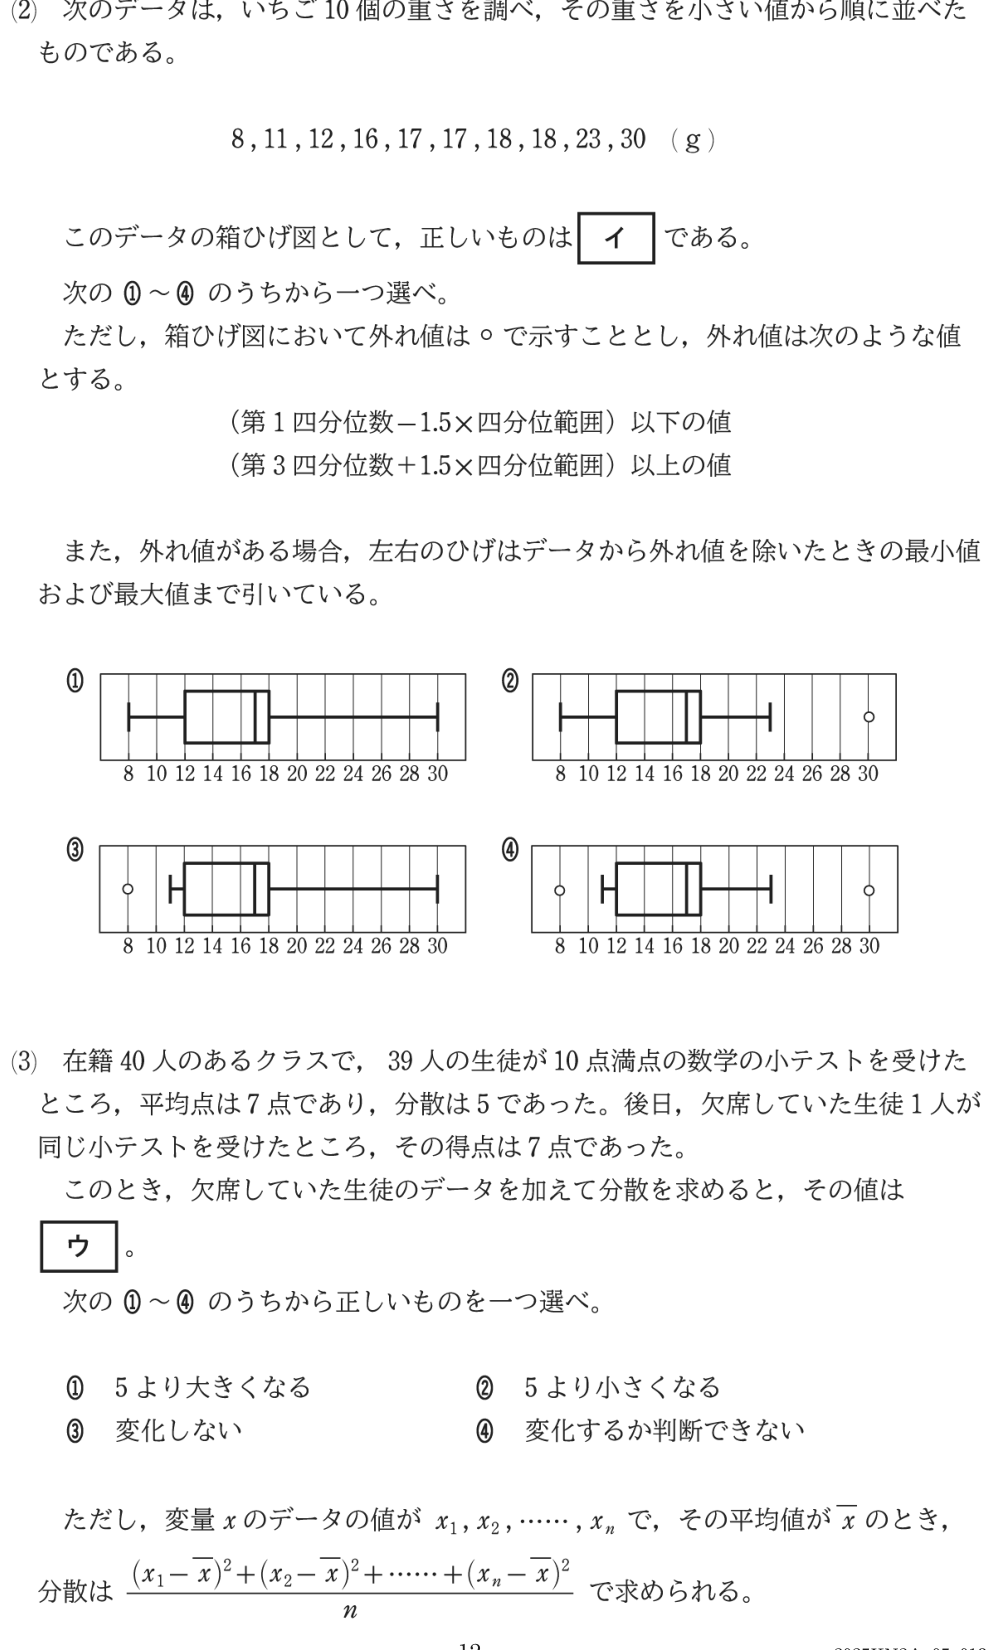 (2) 次のデータは，いちご 10 個の重さを調べ，その重さを小さい値から順に並べた
ものである。
8 , 11 , 12 , 16 , 17 , 17 , 18 , 18 , 23 , 30 （g）
このデータの箱ひげ図として，正しいものは イ である。
次の ①～④ のうちから一つ選べ。
ただし，箱ひげ図において外れ値は ○ で示すこととし，外れ値は次のような値
とする。
（第 1 四分位数－1.5×四分位範囲）以下の値
（第 3 四分位数＋1.5×四分位範囲）以上の値
また，外れ値がある場合，左右のひげはデータから外れ値を除いたときの最小値
および最大値まで引いている。
①
8 10 12 14 16 18 20 22 24 26 28 30
②
8 10 12 14 16 18 20 22 24 26 28 30
③
8 10 12 14 16 18 20 22 24 26 28 30
④
8 10 12 14 16 18 20 22 24 26 28 30
(3) 在籍 40 人のあるクラスで， 39 人の生徒が 10 点満点の数学の小テストを受けた
ところ，平均点は 7 点であり，分散は 5 であった。後日，欠席していた生徒 1 人が
同じ小テストを受けたところ，その得点は 7 点であった。
このとき，欠席していた生徒のデータを加えて分散を求めると，その値は
ウ 。
次の ①～④ のうちから正しいものを一つ選べ。
① 5 より大きくなる ② 5 より小さくなる
③ 変化しない ④ 変化するか判断できない
ただし，変量 x のデータの値が x₁ , x₂ , …… , xₙ で，その平均値が x̄ のとき，
分散は (x₁－x̄)²＋(x₂－x̄)²＋……＋(xₙ－x̄)² / n で求められる。